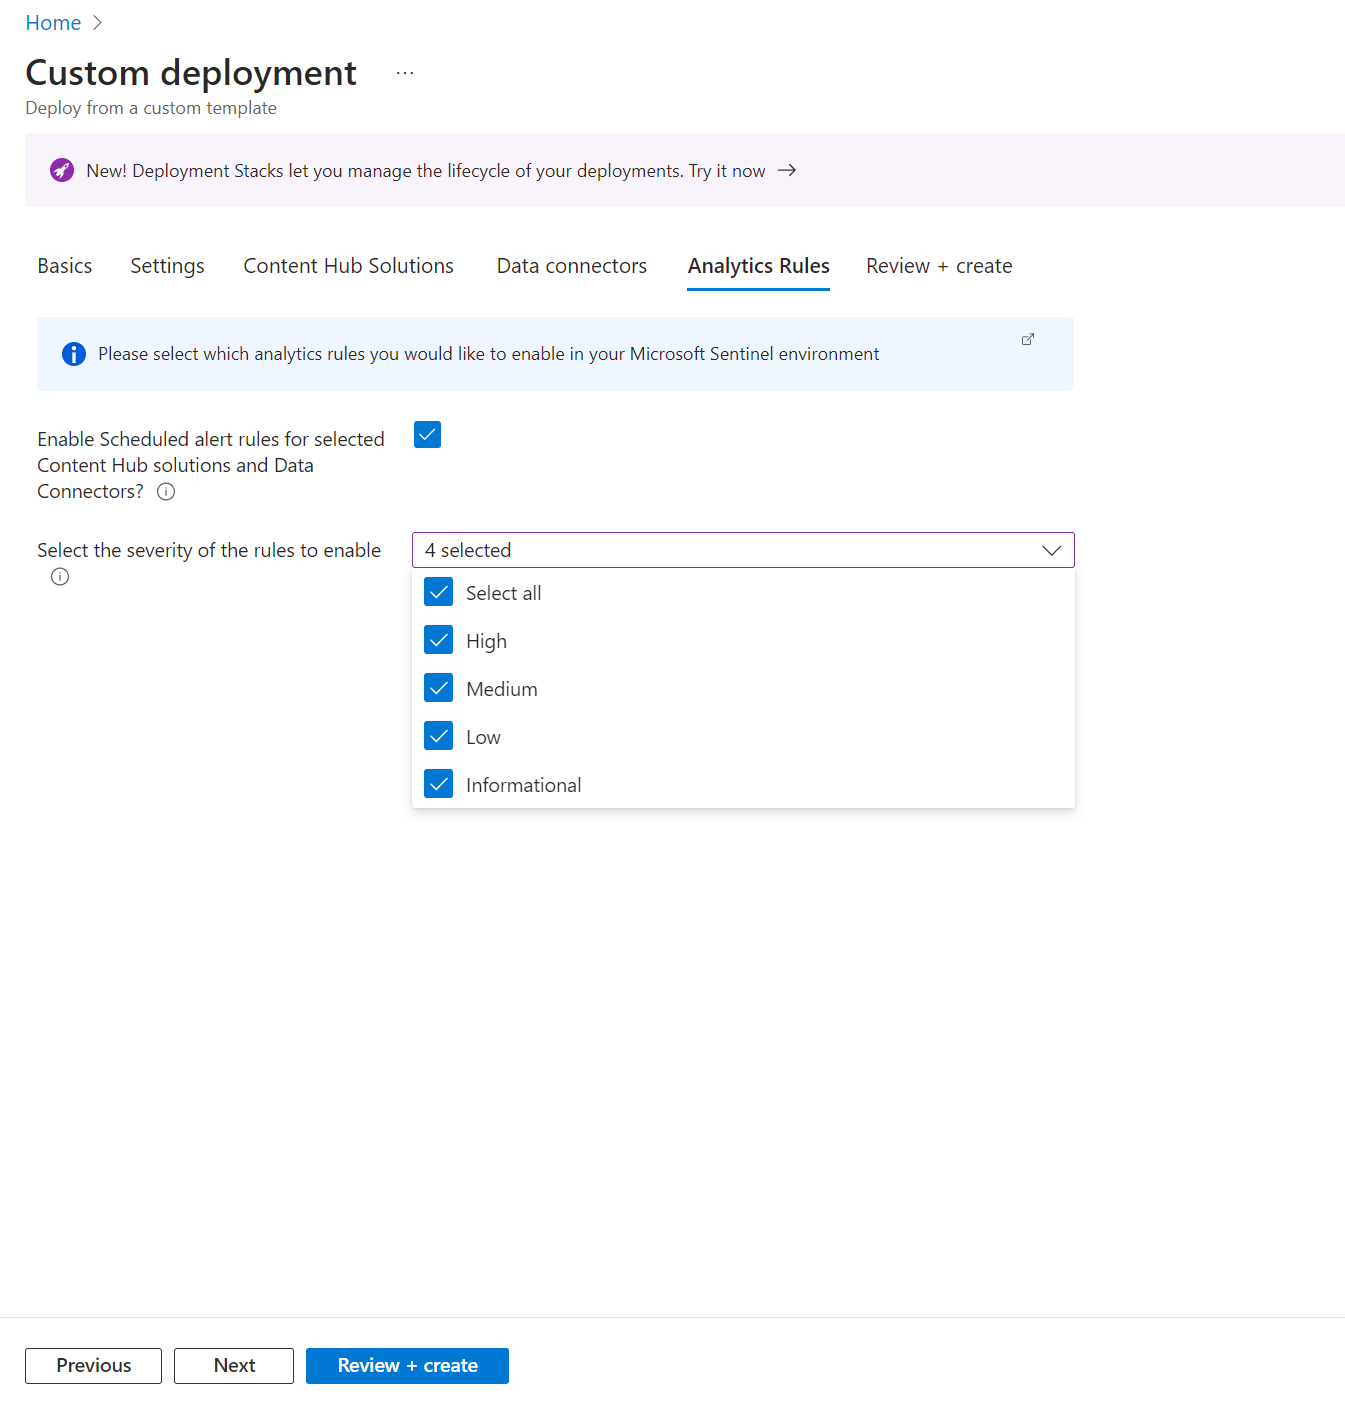 Home
Custom deployment ...
Deploy from a custom template
New! Deployment Stacks let you manage the lifecycle of your deployments. Try it now →
Basics Settings Content Hub Solutions Data connectors Analytics Rules Review + create
Please select which analytics rules you would like to enable in your Microsoft Sentinel environment
Enable Scheduled alert rules for selected
Content Hub solutions and Data
Connectors?
Select the severity of the rules to enable 4 selected
Select all
High
Medium
Low
Informational
Previous Next Review + create